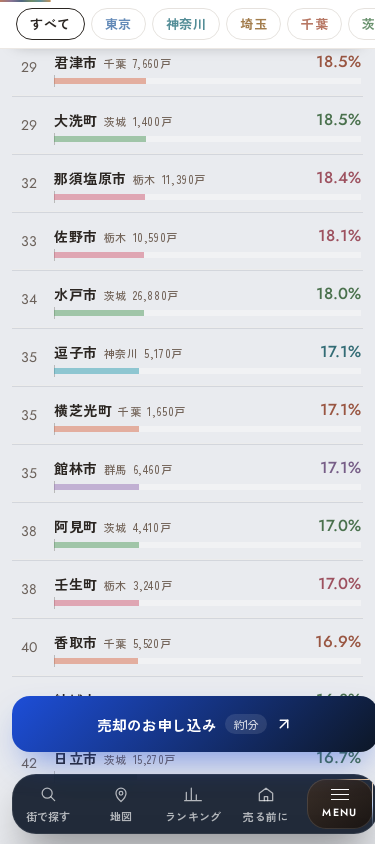 すべて 東京 神奈川 埼玉 千葉
29 君津市 千葉 7,660戸 18.5%
29 大洗町 茨城 1,400戸 18.5%
32 那須塩原市 栃木 11,390戸 18.4%
33 佐野市 栃木 10,590戸 18.1%
34 水戸市 茨城 26,880戸 18.0%
35 逗子市 神奈川 5,170戸 17.1%
35 横芝光町 千葉 1,650戸 17.1%
35 館林市 群馬 6,460戸 17.1%
38 阿見町 茨城 4,410戸 17.0%
38 壬生町 栃木 3,240戸 17.0%
40 香取市 千葉 5,520戸 16.9%
売却のお申し込み 約1分
42 日立市 茨城 15,270戸 16.7%
街で探す 地図 ランキング 売る前に MENU